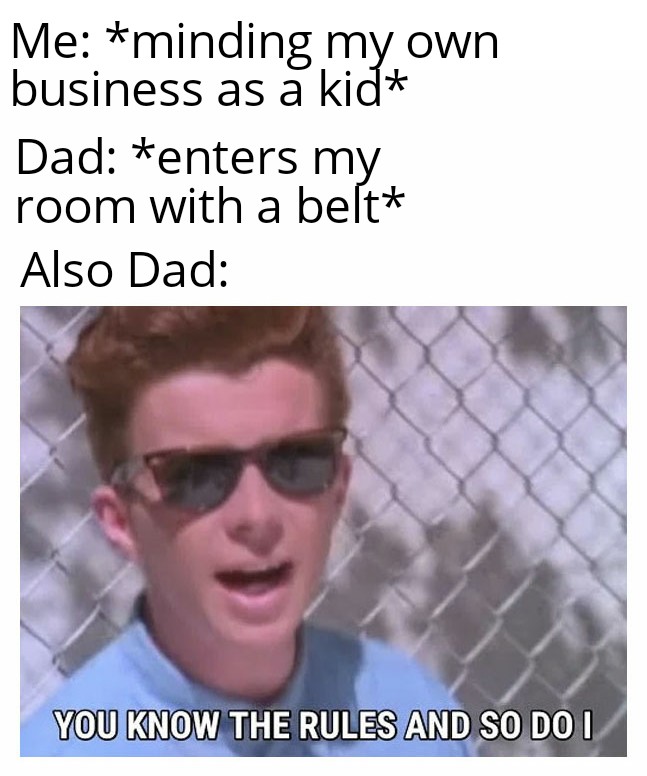 Me: *minding my own
business as a kid*
Dad: *enters my
room with a belt*
Also Dad:
YOU KNOW THE RULES AND SO DO I